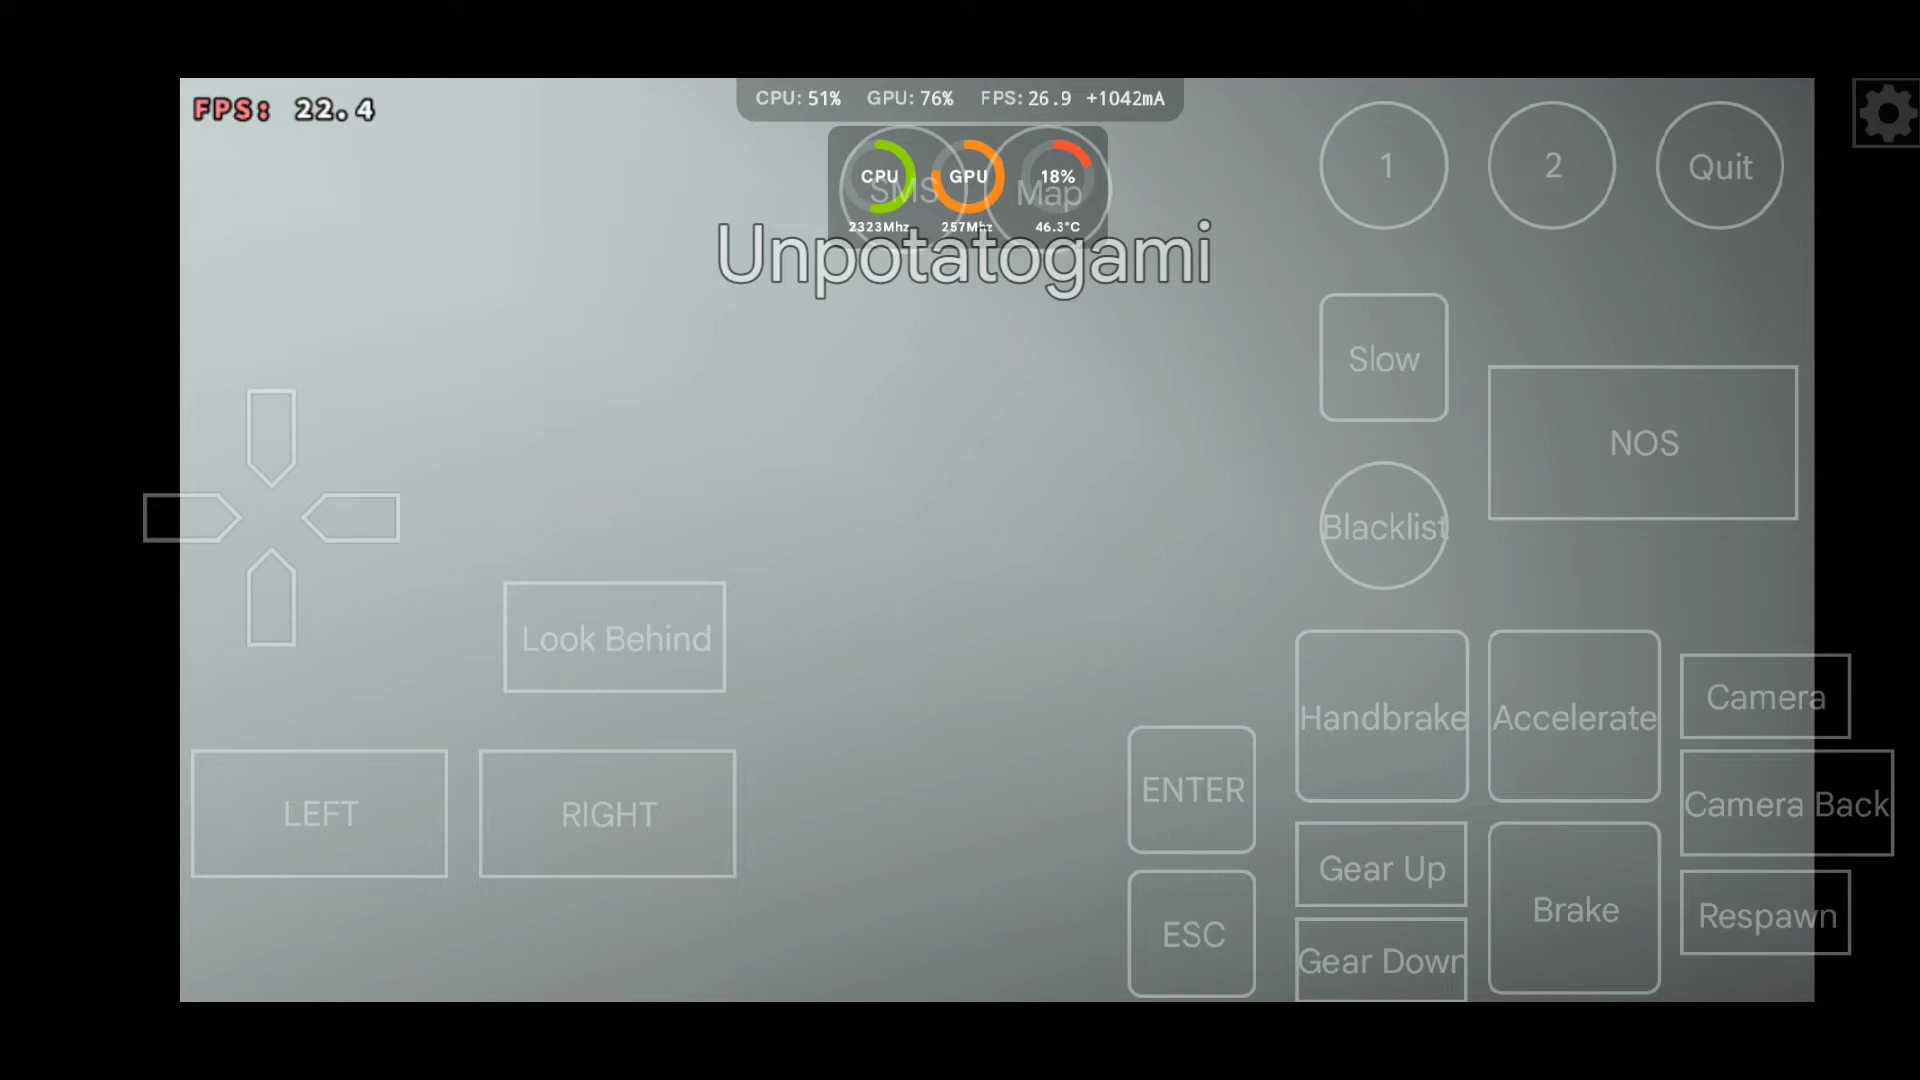 CPU: 51% GPU: 76% FPS: 26.9 +1042mA
FPS: 22.4
CPU GPU 18%
SMS Map
2323Mhz 257Mhz 46.3°C
Unpotatogami
1 2 Quit
Slow
NOS
Blacklist
Look Behind
Handbrake Accelerate Camera
LEFT RIGHT ENTER Camera Back
Gear Up Brake Respawn
ESC Gear Down